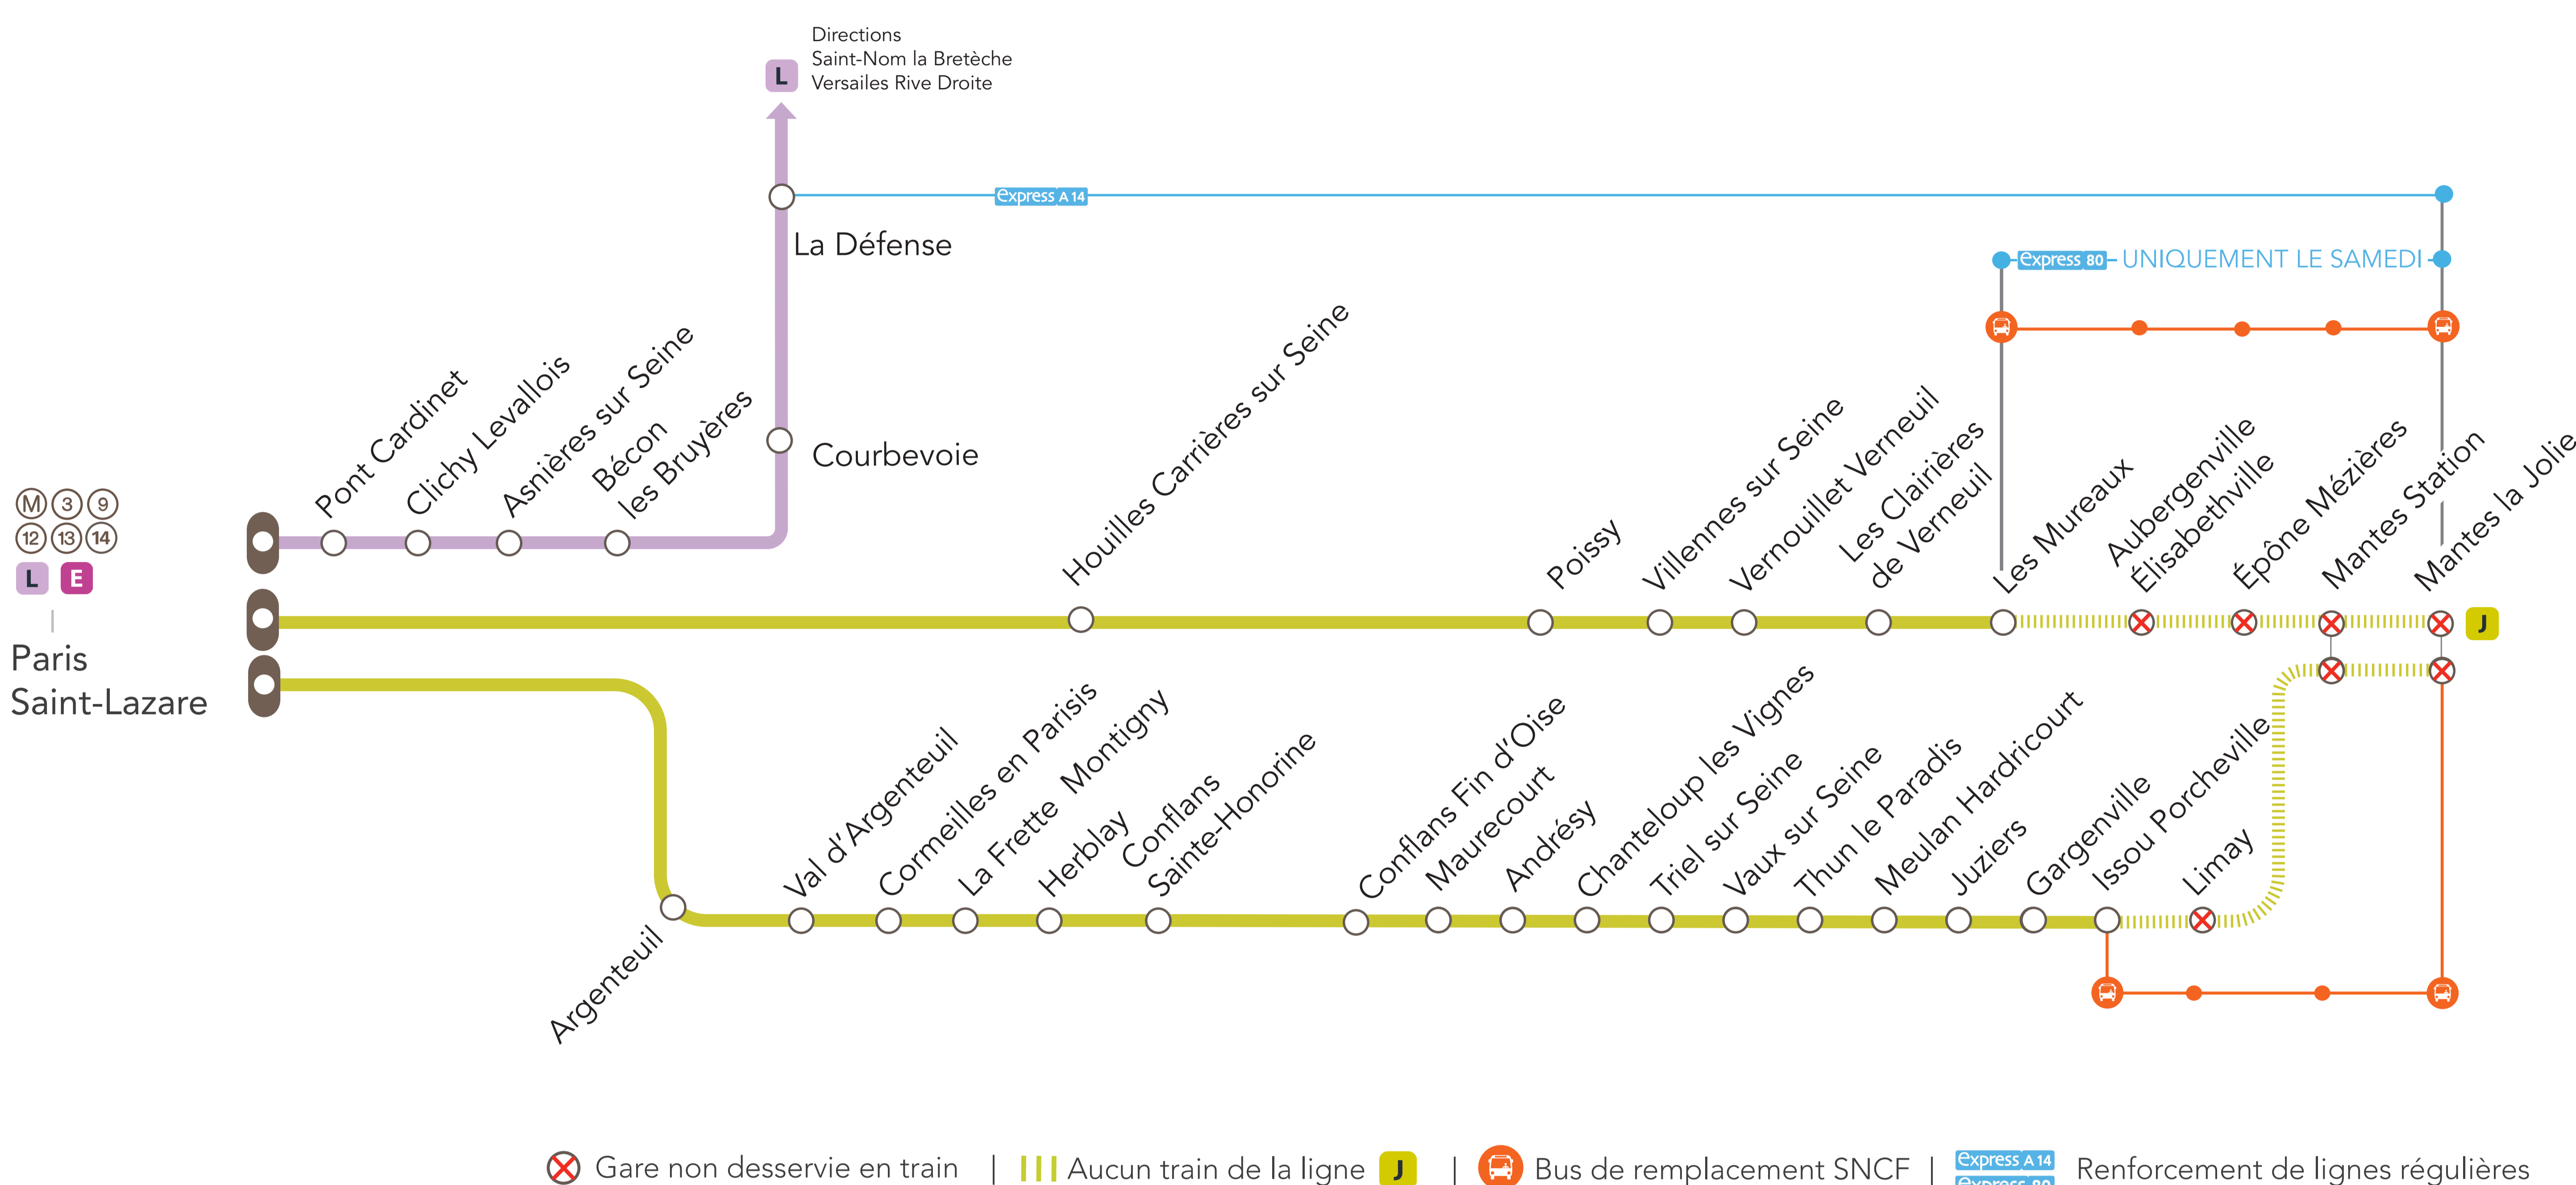 Directions
Saint-Nom la Bretèche
Versailes Rive Droite
L
express A 14
La Défense
express 80
UNIQUEMENT LE SAMEDI
Courbevoie
Pont Cardinet
Clichy Levallois
Asnières sur Seine
Bécon
les Bruyères
Houilles Carrières sur Seine
Poissy
Villennes sur Seine
Vernouillet Verneuil
Les Clairières
de Verneuil
Les Mureaux
Aubergenville
Élisabethville
Épône Mézières
Mantes Station
Mantes la Jolie
J
M 3 9
12 13 14
L E
Paris
Saint-Lazare
Argenteuil
Val d'Argenteuil
Cormeilles en Parisis
La Frette Montigny
Herblay
Conflans
Sainte-Honorine
Conflans Fin d'Oise
Maurecourt
Andrésy
Chanteloup les Vignes
Triel sur Seine
Vaux sur Seine
Thun le Paradis
Meulan Hardricourt
Juziers
Gargenville
Issou Porcheville
Limay
Gare non desservie en train | Aucun train de la ligne J | Bus de remplacement SNCF | express A 14 Renforcement de lignes régulières
express 80